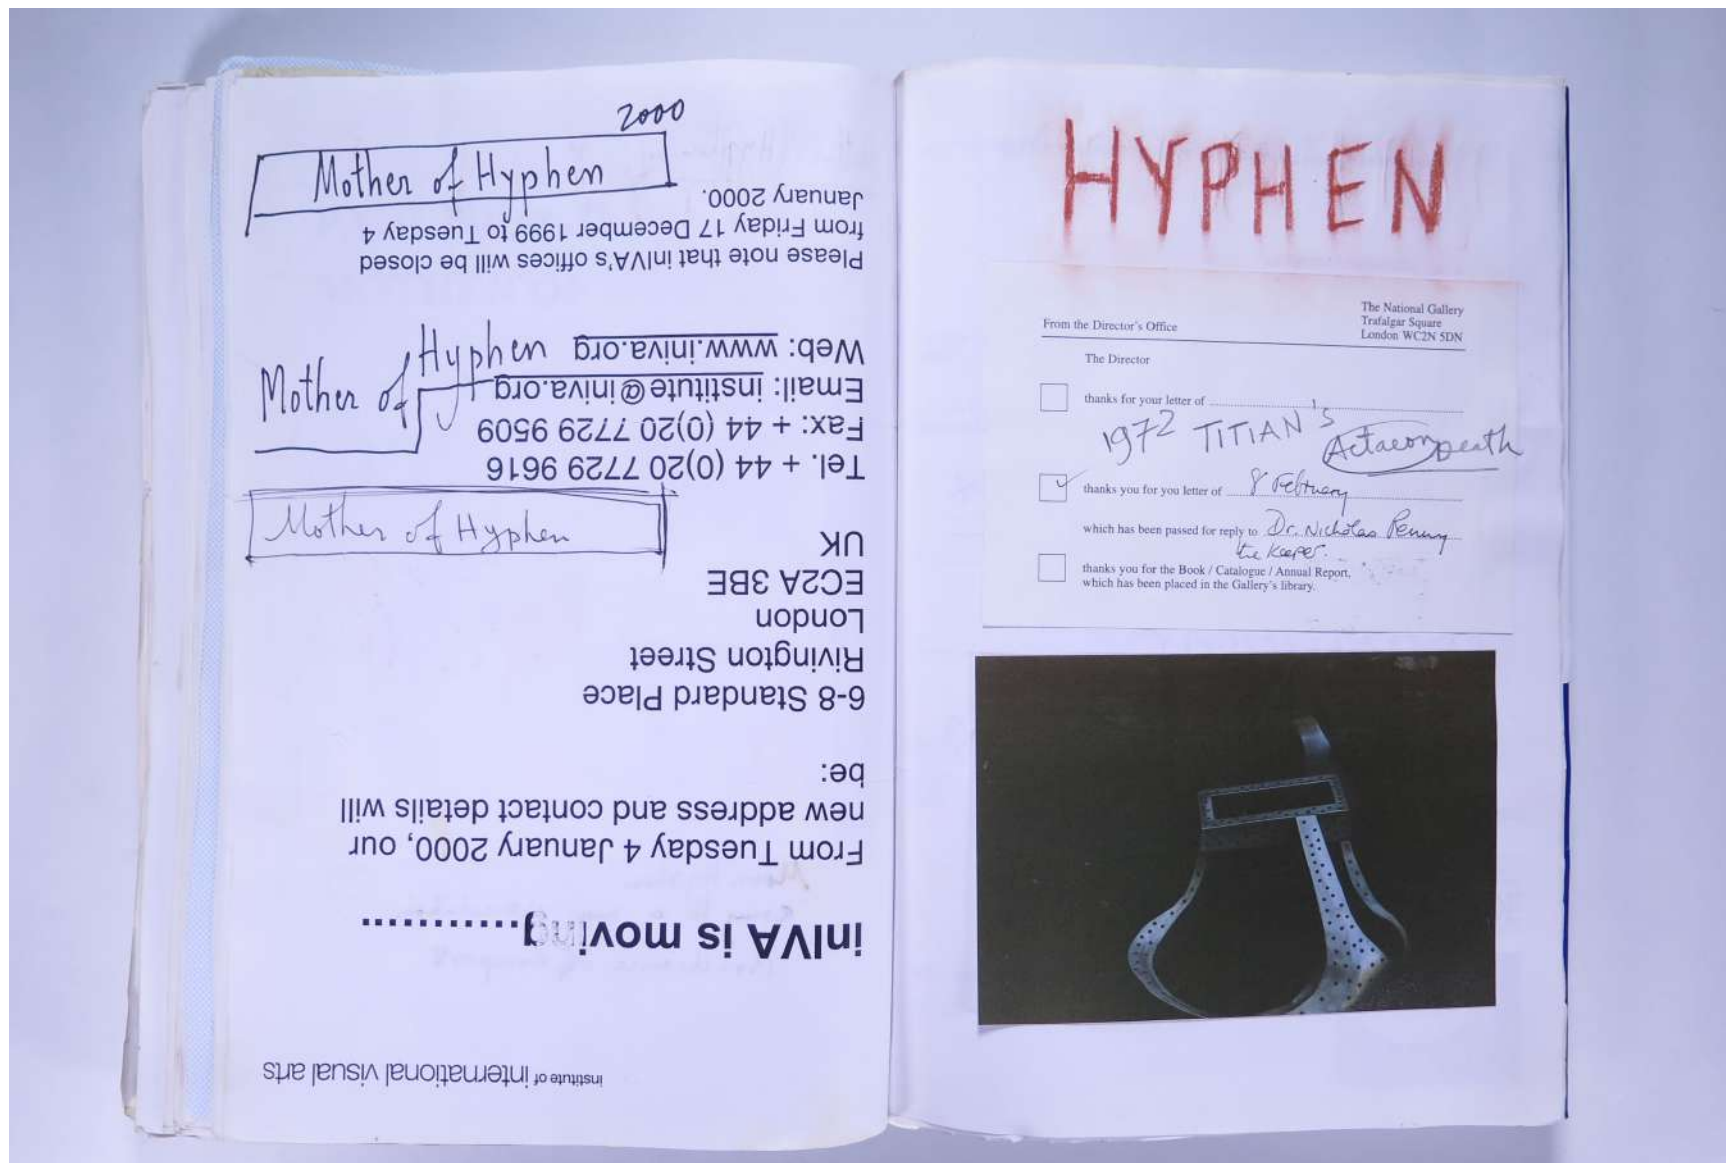 2000
Mother of Hyphen
Mother of Hyphen
Mother of Hyphen
institute of international visual arts
inIVA is moving...........
From Tuesday 4 January 2000, our
new address and contact details will
be:
6-8 Standard Place
Rivington Street
London
EC2A 3BE
UK
Tel. + 44 (0)20 7729 9616
Fax: + 44 (0)20 7729 9509
Email: institute@iniva.org
Web: www.iniva.org
Please note that inIVA's offices will be closed
from Friday 17 December 1999 to Tuesday 4
January 2000.
HYPHEN
The National Gallery
Trafalgar Square
London WC2N 5DN
From the Director's Office
The Director
thanks for your letter of
1972 TITIAN'S Actaeon Death
thanks you for you letter of 8 February
which has been passed for reply to Dr. Nicholas Penny
the Keeper.
thanks you for the Book / Catalogue / Annual Report,
which has been placed in the Gallery's library.